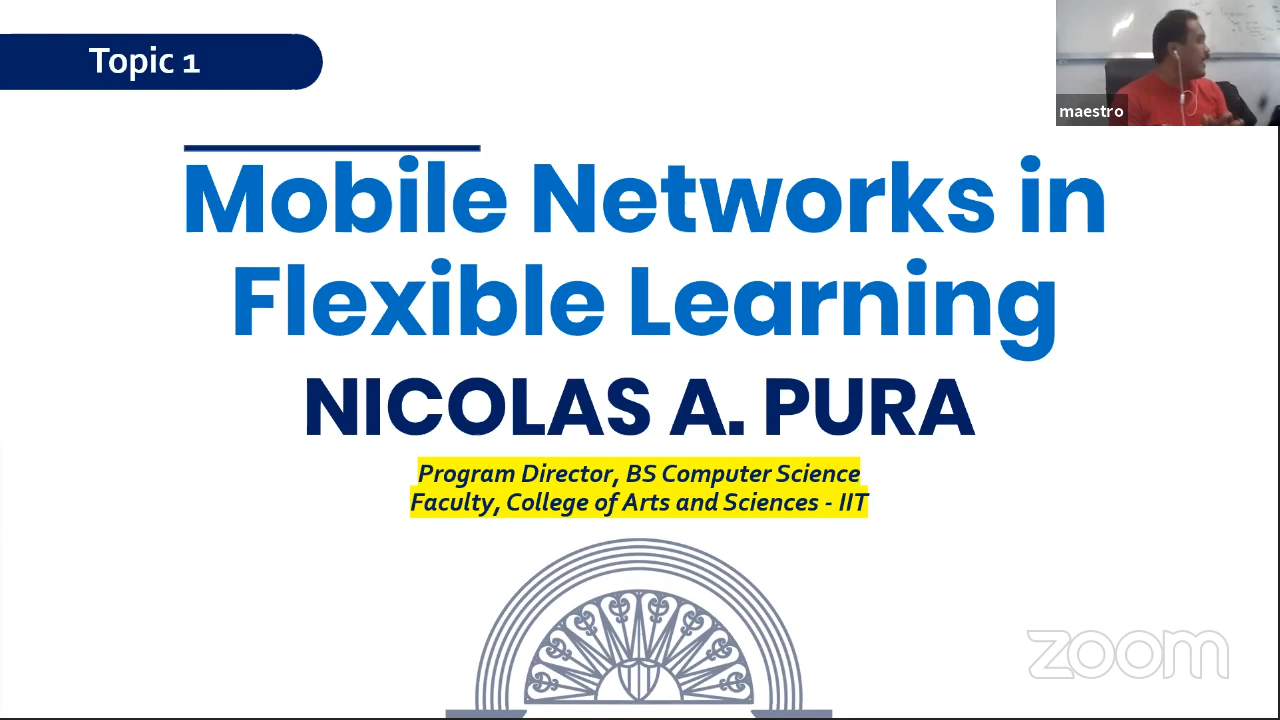 Topic 1
maestro
Mobile Networks in
Flexible Learning
NICOLAS A. PURA
Program Director, BS Computer Science
Faculty, College of Arts and Sciences - IIT
zoom